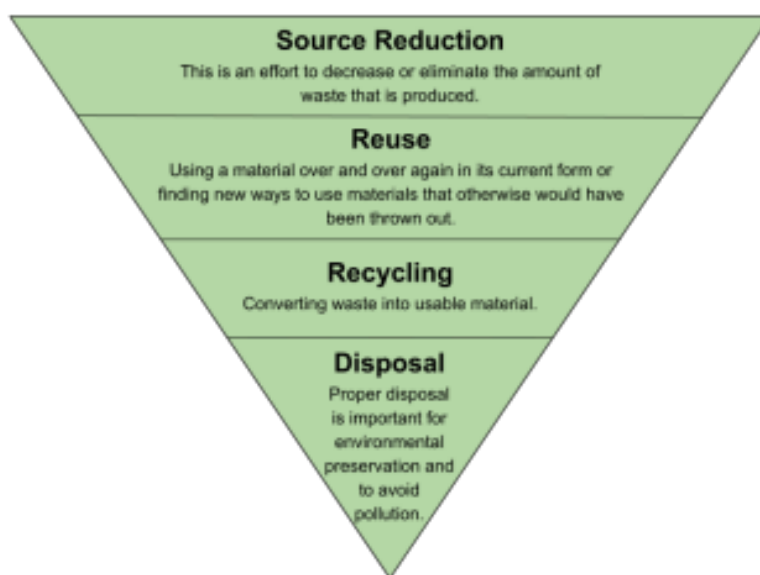 Source Reduction
This is an effort to decrease or eliminate the amount of
waste that is produced.
Reuse
Using a material over and over again in its current form or
finding new ways to use materials that otherwise would have
been thrown out.
Recycling
Converting waste into usable material.
Disposal
Proper disposal
is important for
environmental
preservation and
to avoid
pollution.